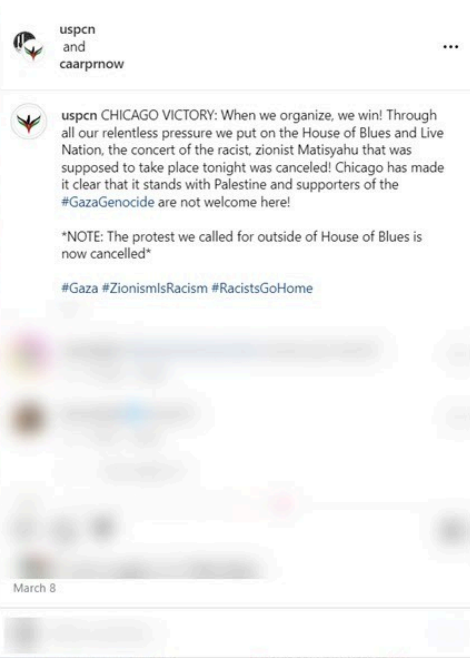 uspcn
and
caarprnow
uspcn CHICAGO VICTORY: When we organize, we win! Through
all our relentless pressure we put on the House of Blues and Live
Nation, the concert of the racist, zionist Matisyahu that was
supposed to take place tonight was canceled! Chicago has made
it clear that it stands with Palestine and supporters of the
#GazaGenocide are not welcome here!
*NOTE: The protest we called for outside of House of Blues is
now cancelled*
#Gaza #ZionismIsRacism #RacistsGoHome
March 8